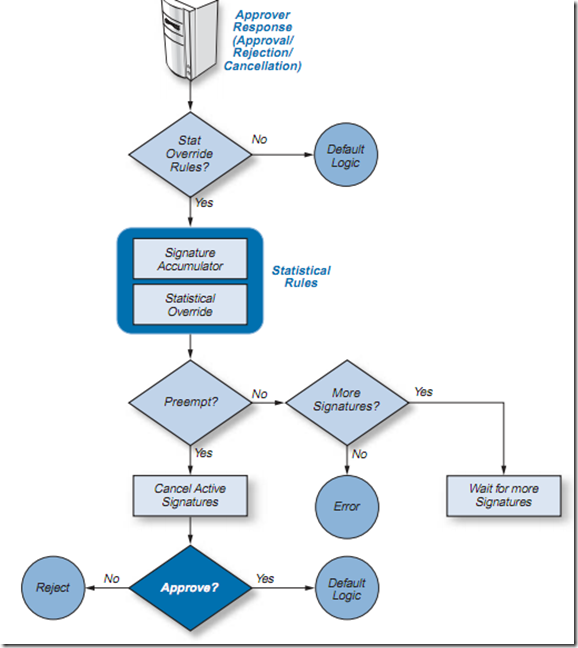 Approver
Response
(Approval/
Rejection/
Cancellation)
Stat
Override
Rules?
No
Default
Logic
Yes
Signature
Accumulator
Statistical
Override
Statistical
Rules
Preempt?
No
More
Signatures?
Yes
Yes
No
Cancel Active
Signatures
Error
Wait for more
Signatures
Reject
No
Approve?
Yes
Default
Logic